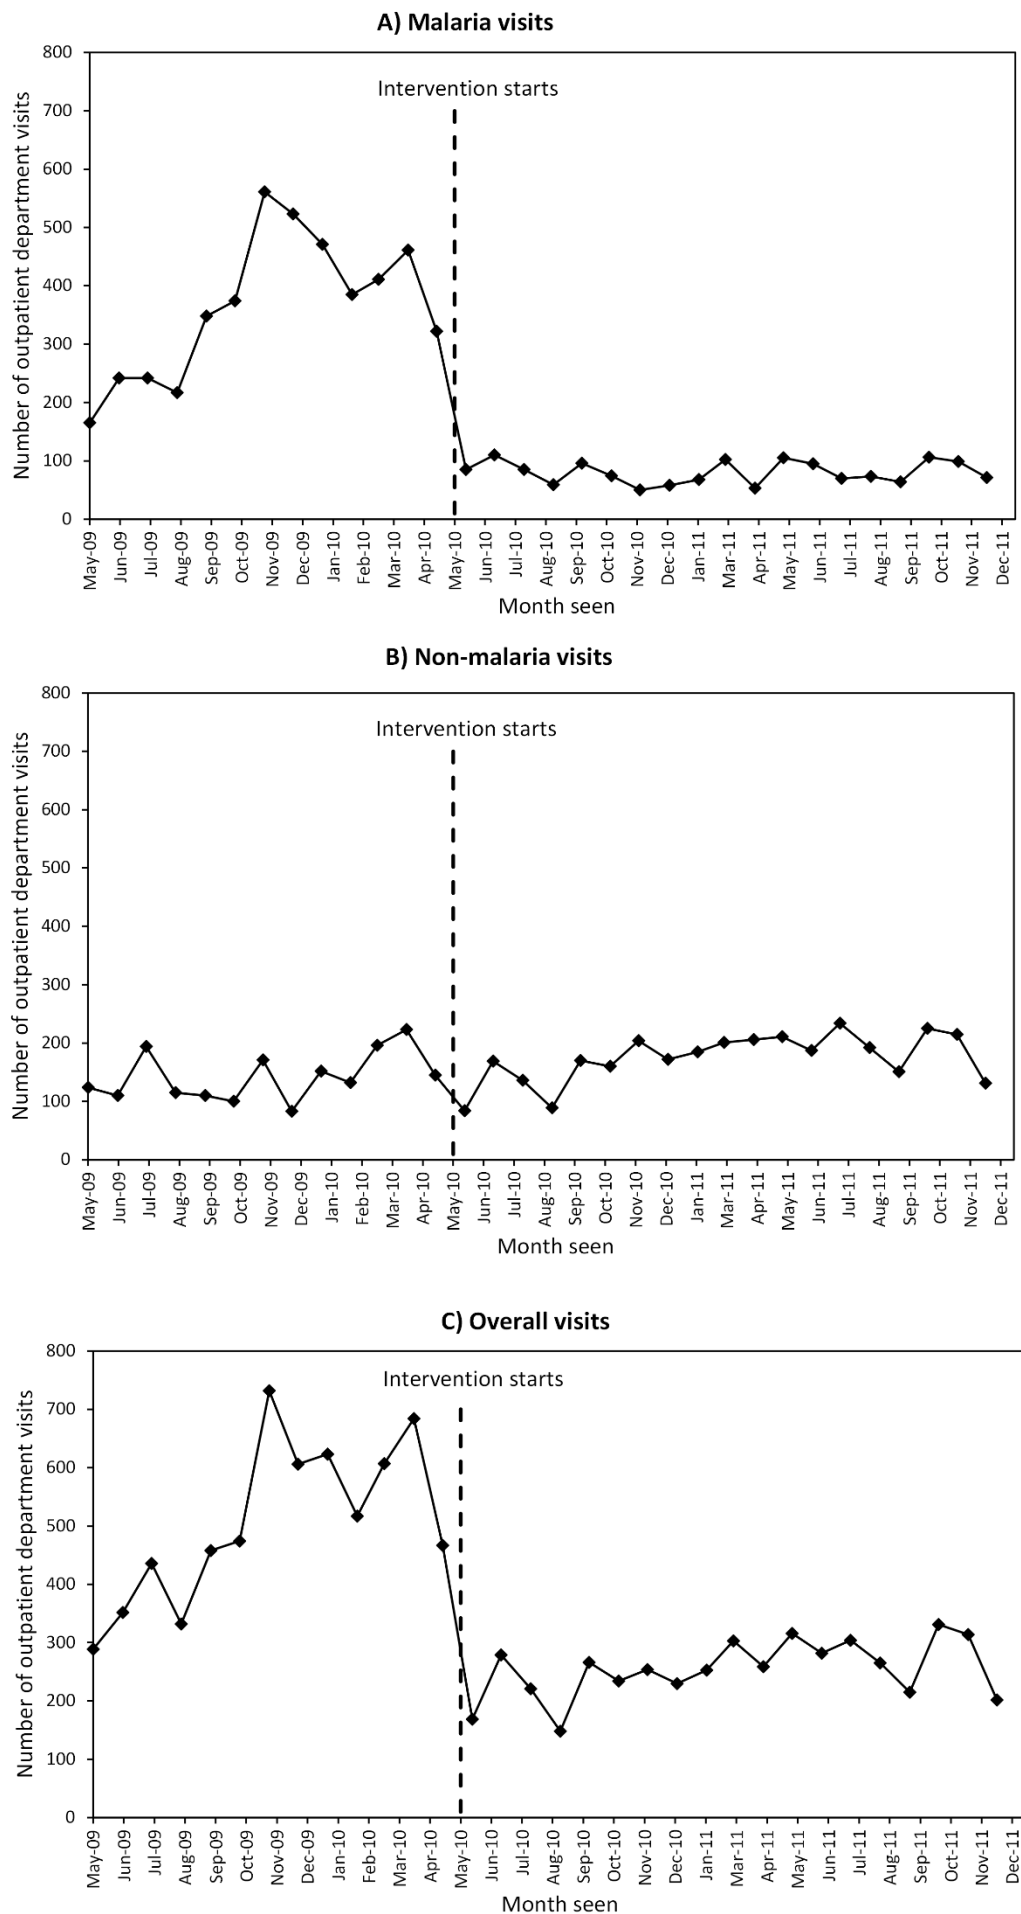 A) Malaria visits
800
700
600
500
400
300
200
100
0
Number of outpatient department visits
Intervention starts
May-09
Jun-09
Jul-09
Aug-09
Sep-09
Oct-09
Nov-09
Dec-09
Jan-10
Feb-10
Mar-10
Apr-10
May-10
Jun-10
Jul-10
Aug-10
Sep-10
Oct-10
Nov-10
Dec-10
Jan-11
Mar-11
Apr-11
May-11
Jun-11
Jul-11
Aug-11
Sep-11
Oct-11
Nov-11
Dec-11
Month seen
B) Non-malaria visits
800
700
600
500
400
300
200
100
0
Number of outpatient department visits
Intervention starts
May-09
Jun-09
Jul-09
Aug-09
Sep-09
Oct-09
Nov-09
Dec-09
Jan-10
Feb-10
Mar-10
Apr-10
May-10
Jun-10
Jul-10
Aug-10
Sep-10
Oct-10
Nov-10
Dec-10
Jan-11
Mar-11
Apr-11
May-11
Jun-11
Jul-11
Aug-11
Sep-11
Oct-11
Nov-11
Dec-11
Month seen
C) Overall visits
800
700
600
500
400
300
200
100
0
Number of outpatient department visits
Intervention starts
May-09
Jun-09
Jul-09
Aug-09
Sep-09
Oct-09
Nov-09
Dec-09
Jan-10
Feb-10
Mar-10
Apr-10
May-10
Jun-10
Jul-10
Aug-10
Sep-10
Oct-10
Nov-10
Dec-10
Jan-11
Mar-11
Apr-11
May-11
Jun-11
Jul-11
Aug-11
Sep-11
Oct-11
Nov-11
Dec-11
Month seen